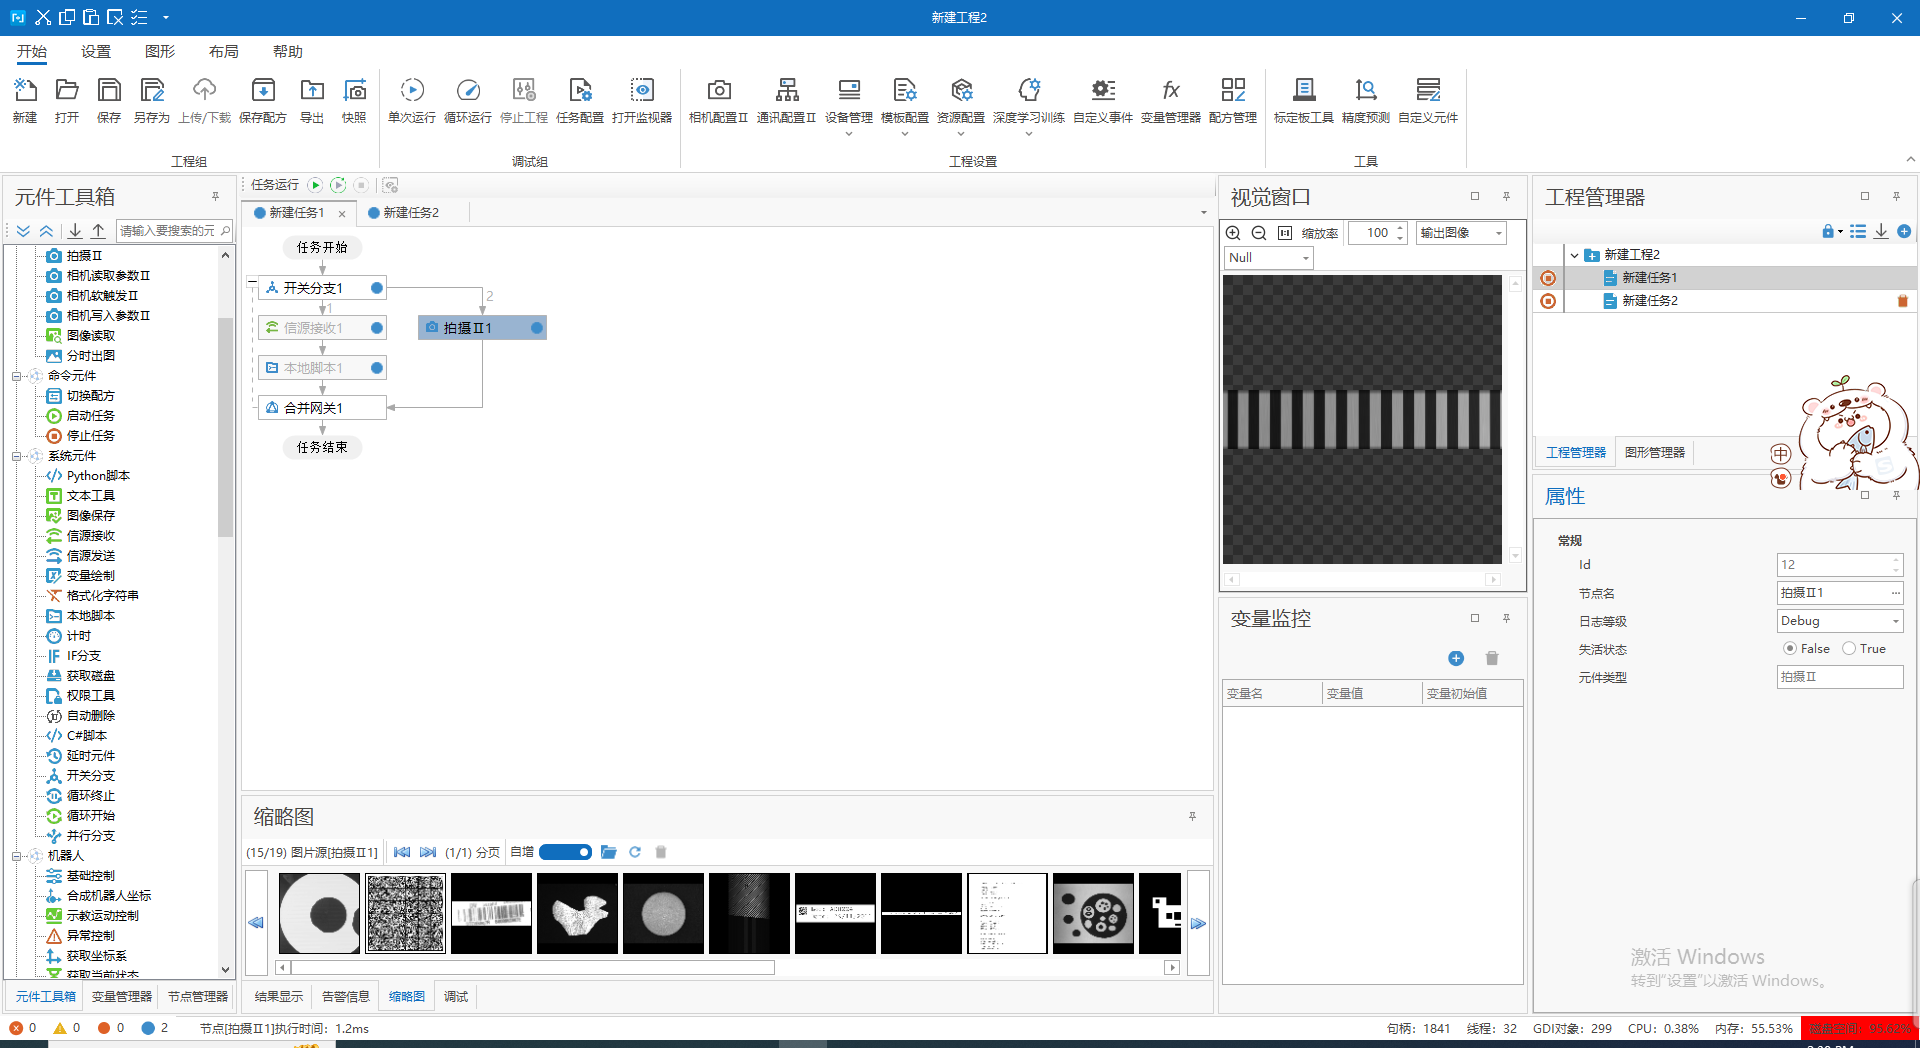 新建工程2
开始 设置 图形 布局 帮助
新建 打开 保存 另存为 上传/下载 保存配方 导出 快照
工程组
单次运行 循环运行 停止工程 任务配置 打开监视器
调试组
相机配置II 通讯配置II 设备管理 模板配置 资源配置 深度学习训练 自定义事件 变量管理器 配方管理
工程设置
标定板工具 精度预测 自定义元件
工具
元件工具箱
请输入要搜索的元
拍摄II
相机读取参数II
相机软触发II
相机写入参数II
图像读取
分时出图
命令元件
切换配方
启动任务
停止任务
系统元件
Python脚本
文本工具
图像保存
信源接收
信源发送
变量绘制
格式化字符串
本地脚本
计时
IF分支
获取磁盘
权限工具
自动删除
C#脚本
延时元件
开关分支
循环终止
循环开始
并行分支
机器人
基础控制
合成机器人坐标
示教运动控制
异常控制
获取坐标系
获取当前状态
元件工具箱 变量管理器 节点管理器
任务运行
新建任务1 新建任务2
任务开始
开关分支1
1
2
信源接收1
拍摄II1
本地脚本1
合并网关1
任务结束
缩略图
(15/19) 图片源[拍摄II1] (1/1) 分页 自增
结果显示 告警信息 缩略图 调试
视觉窗口
1:1 缩放率 100 输出图像
Null
变量监控
变量名 变量值 变量初始值
工程管理器
新建工程2
新建任务1
新建任务2
中
工程管理器 图形管理器
属性
常规
Id 12
节点名 拍摄II1 ...
日志等级 Debug
失活状态 False True
元件类型 拍摄II
激活 Windows
转到"设置"以激活 Windows。
0 0 0 2 节点[拍摄II1]执行时间: 1.2ms
句柄: 1841 线程: 32 GDI对象: 299 CPU: 0.38% 内存: 55.53%